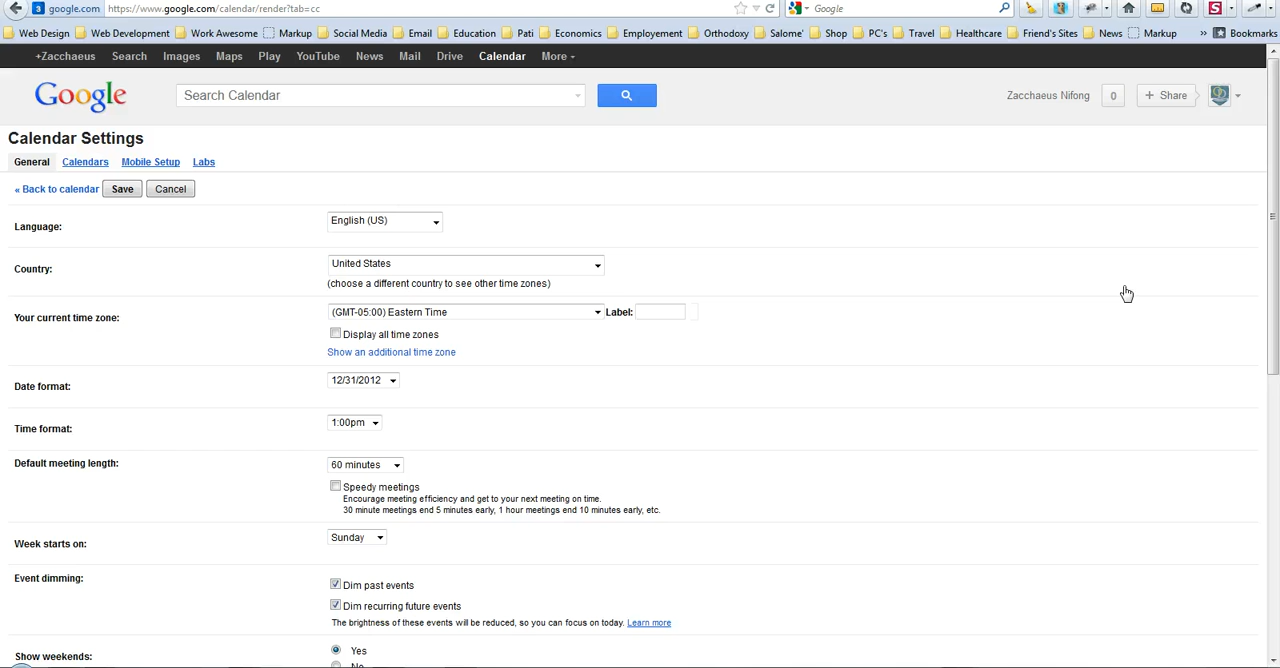 google.com https://www.google.com/calendar/render?tab=cc Google
Web Design Web Development Work Awesome Markup Social Media Email Education Pati Economics Employement Orthodoxy Salome' Shop PC's Travel Healthcare Friend's Sites News Markup » Bookmarks
+Zacchaeus Search Images Maps Play YouTube News Mail Drive Calendar More
Google Search Calendar Zacchaeus Nifong 0 + Share
Calendar Settings
General Calendars Mobile Setup Labs
« Back to calendar Save Cancel
Language: English (US)
Country: United States
(choose a different country to see other time zones)
Your current time zone: (GMT-05:00) Eastern Time Label:
Display all time zones
Show an additional time zone
Date format: 12/31/2012
Time format: 1:00pm
Default meeting length: 60 minutes
Speedy meetings
Encourage meeting efficiency and get to your next meeting on time.
30 minute meetings end 5 minutes early, 1 hour meetings end 10 minutes early, etc.
Week starts on: Sunday
Event dimming:
Dim past events
Dim recurring future events
The brightness of these events will be reduced, so you can focus on today. Learn more
Show weekends: Yes
No